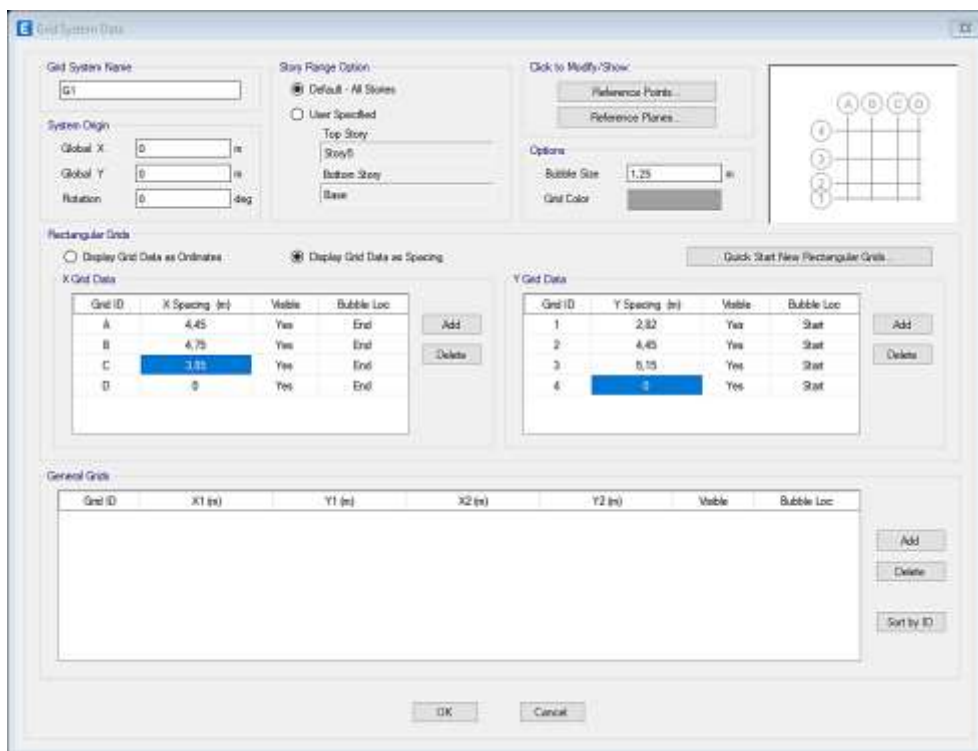 Grid System Data
Grid System Name
G1
System Origin
Global X 0 m
Global Y 0 m
Rotation 0 deg
Story Range Option
Default - All Stories
User Specified
Top Story
Story5
Bottom Story
Base
Click to Modify/Show:
Reference Points...
Reference Planes...
Options
Bubble Size 1,25 m
Grid Color
A B C D
4
3
2
1
Rectangular Grids
Display Grid Data as Ordinates Display Grid Data as Spacing Quick Start New Rectangular Grids...
X Grid Data
Grid ID X Spacing (m) Visible Bubble Loc
A 4,45 Yes End
B 4,75 Yes End
C Yes End
D 0 Yes End
Add
Delete
Y Grid Data
Grid ID Y Spacing (m) Visible Bubble Loc
1 2,82 Yes Start
2 4,45 Yes Start
3 5,15 Yes Start
4 0 Yes Start
Add
Delete
General Grids
Grid ID X1 (m) Y1 (m) X2 (m) Y2 (m) Visible Bubble Loc
Add
Delete
Sort by ID
OK Cancel